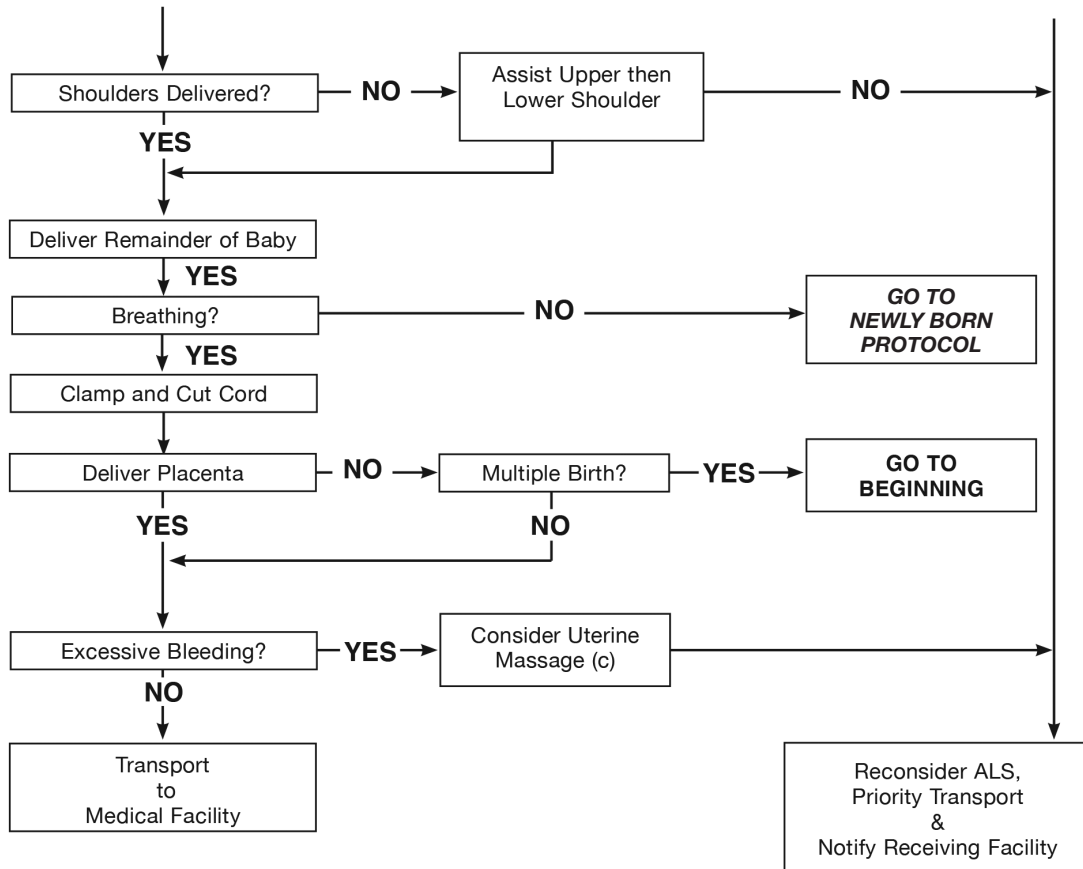 Shoulders Delivered?
NO
Assist Upper then
Lower Shoulder
NO
YES
Deliver Remainder of Baby
YES
Breathing?
NO
GO TO
NEWLY BORN
PROTOCOL
YES
Clamp and Cut Cord
Deliver Placenta
NO
Multiple Birth?
YES
GO TO
BEGINNING
YES
NO
Excessive Bleeding?
YES
Consider Uterine
Massage (c)
NO
Transport
to
Medical Facility
Reconsider ALS,
Priority Transport
&
Notify Receiving Facility